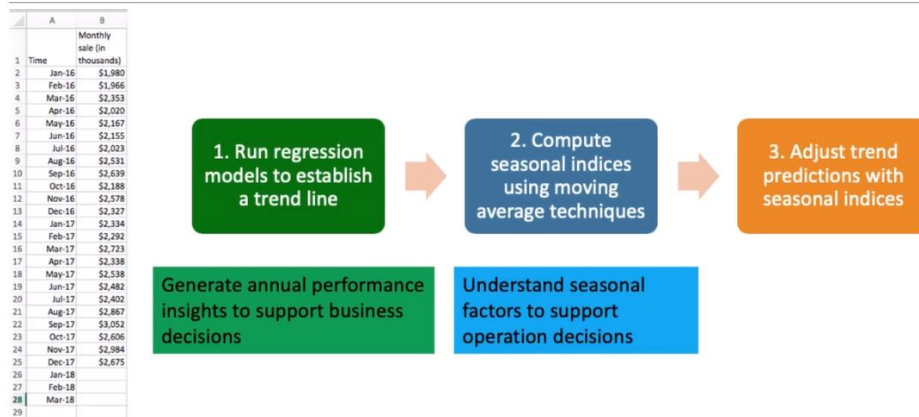 A B
Monthly
sale (in
1 Time thousands)
2 Jan-16 $1,980
3 Feb-16 $1,966
4 Mar-16 $2,353
5 Apr-16 $2,020
6 May-16 $2,167
7 Jun-16 $2,155
8 Jul-16 $2,023
9 Aug-16 $2,531
10 Sep-16 $2,639
11 Oct-16 $2,188
12 Nov-16 $2,578
13 Dec-16 $2,327
14 Jan-17 $2,334
15 Feb-17 $2,292
16 Mar-17 $2,723
17 Apr-17 $2,338
18 May-17 $2,538
19 Jun-17 $2,482
20 Jul-17 $2,402
21 Aug-17 $2,867
22 Sep-17 $3,052
23 Oct-17 $2,606
24 Nov-17 $2,984
25 Dec-17 $2,675
26 Jan-18
27 Feb-18
28 Mar-18
29
1. Run regression
models to establish
a trend line
2. Compute
seasonal indices
using moving
average techniques
3. Adjust trend
predictions with
seasonal indices
Generate annual performance
insights to support business
decisions
Understand seasonal
factors to support
operation decisions